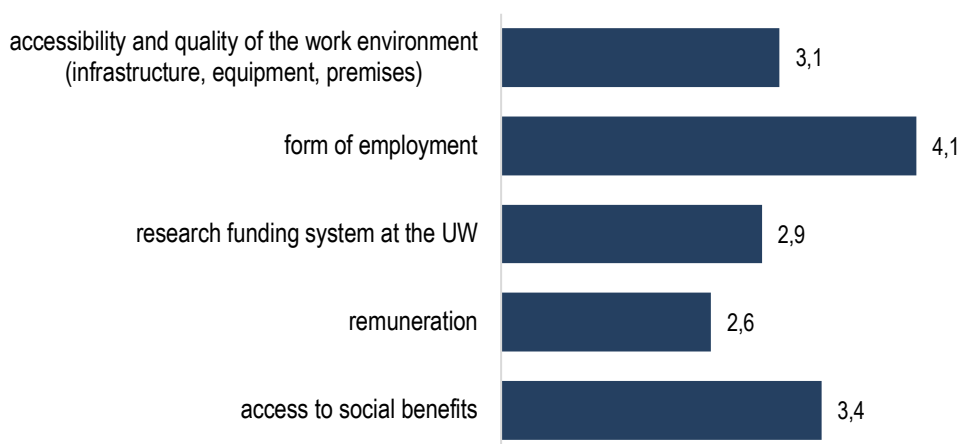 accessibility and quality of the work environment
(infrastructure, equipment, premises)
3,1
form of employment
4,1
research funding system at the UW
2,9
remuneration
2,6
access to social benefits
3,4